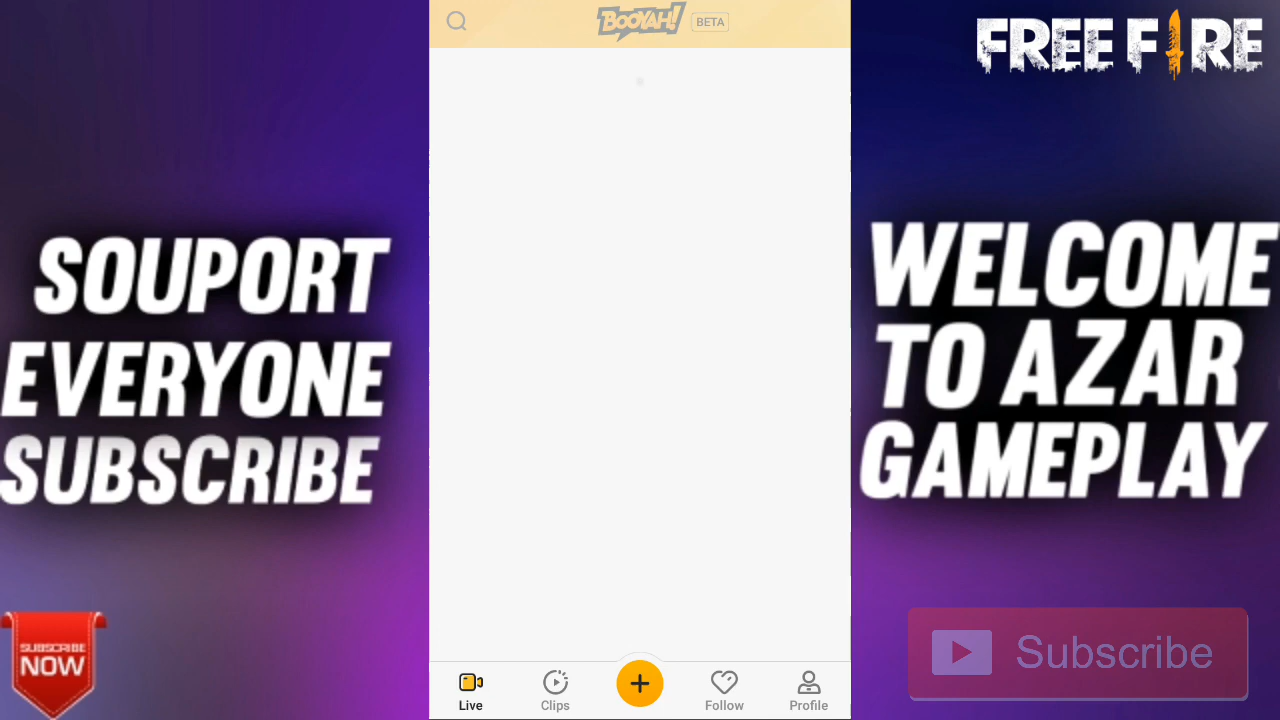 SOUPORT
EVERYONE
SUBSCRIBE
SUBSCRIBE
NOW
BOOYAH!
BETA
Live
Clips
Follow
Profile
FREE FIRE
WELCOME
TO AZAR
GAMEPLAY
Subscribe